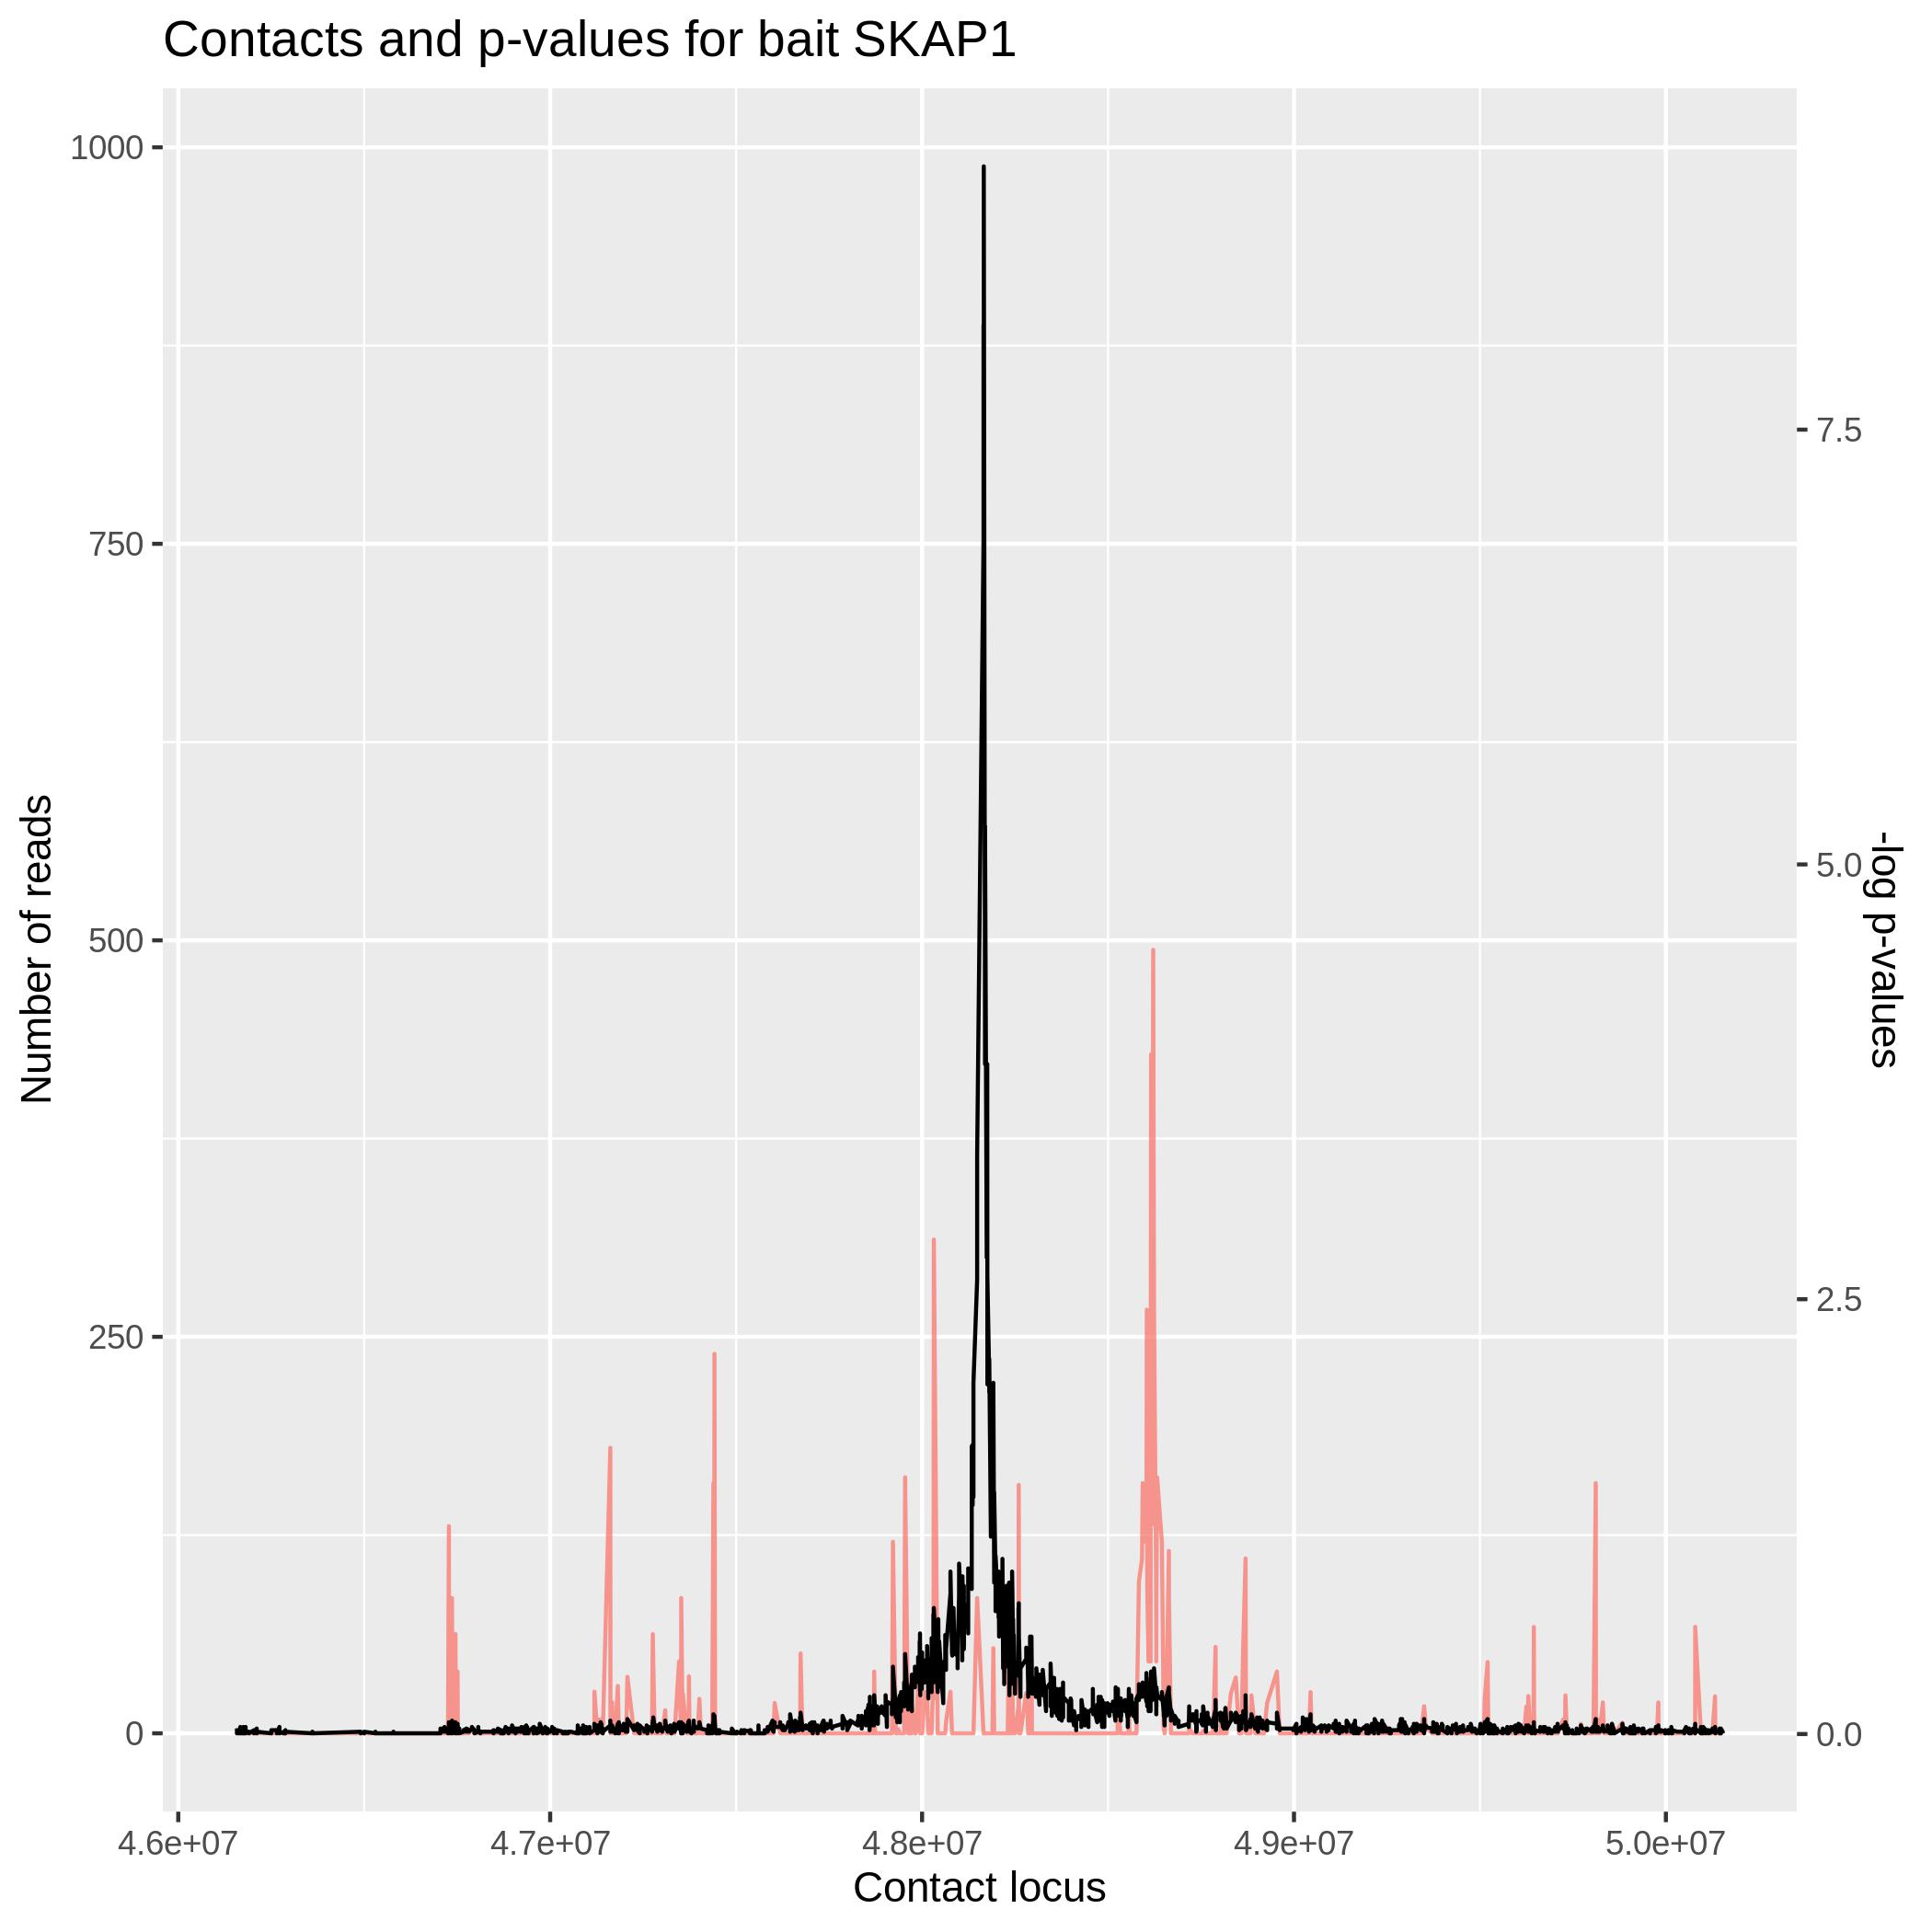 Contacts and p-values for bait SKAP1
1000
750
500
250
0
Number of reads
7.5
5.0
2.5
0.0
-log p-values
4.6e+07 4.7e+07 4.8e+07 4.9e+07 5.0e+07
Contact locus